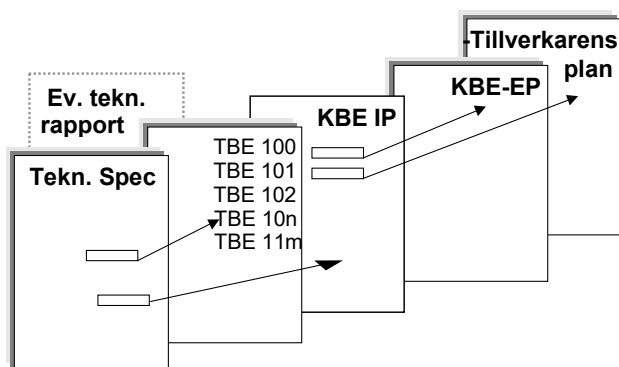 -Tillverkarens
plan
KBE-EP
KBE IP
Ev. tekn.
rapport
TBE 100
TBE 101
TBE 102
TBE 10n
TBE 11m
Tekn. Spec